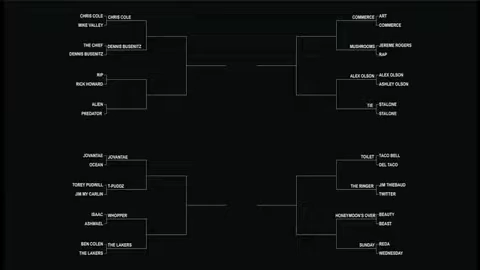 CHRIS COLE
CHRIS COLE
MIKE VALLEY
THE CHIEF
DENNIS BUSENITZ
DENNIS BUSENITZ
RIP
RICK HOWARD
ALIEN
PREDATOR
COMMERCE
ART
COMMERCE
MUSHROOMS
JEREME ROGERS
RAP
ALEX OLSON
ALEX OLSON
ASHLEY OLSON
TIE
STALONE
STALONE
JOVANTAE
JOVANTAE
OCEAN
TOREY PUDWILL
T-PUDZ
JIM MY CARLIN
ISAAC
WHOPPER
ASHMAEL
BEN COLEN
THE LAKERS
THE LAKERS
TOILET
TACO BELL
DEL TACO
THE RINGER
JIM THIEBAUD
TWITTER
HONEYMOON'S OVER
BEAUTY
BEAST
SUNDAY
REDA
WEDNESDAY